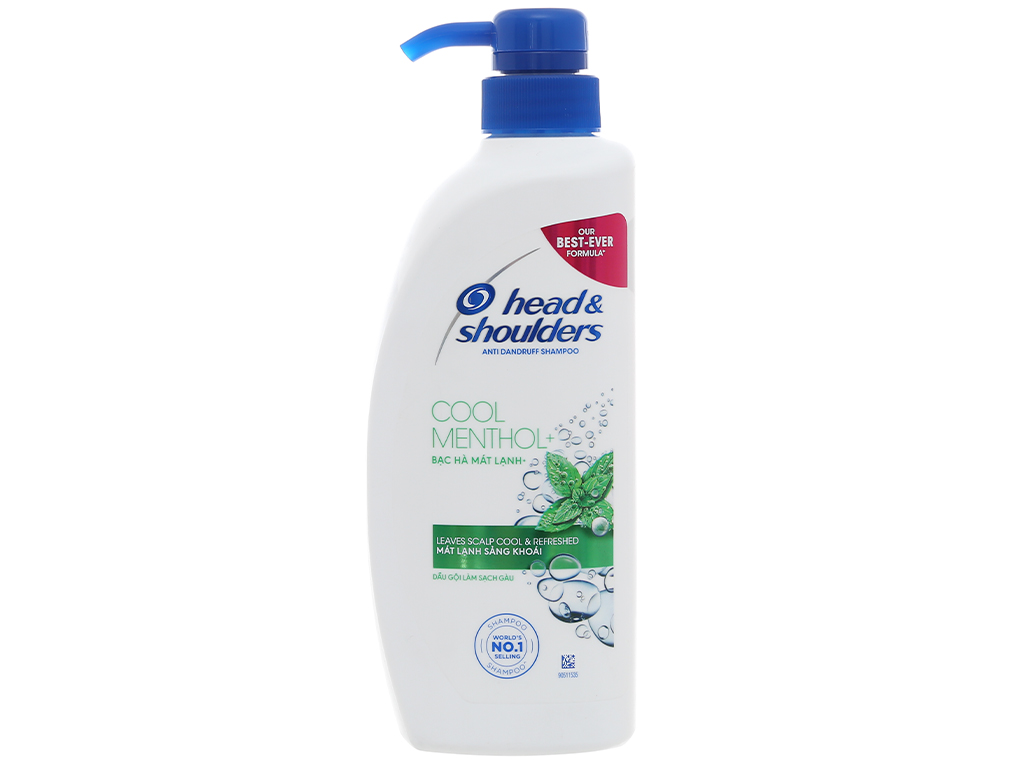 OUR
BEST-EVER
FORMULA*
head &
shoulders
ANTI DANDRUFF SHAMPOO
COOL
MENTHOL+
BẠC HÀ MÁT LẠNH+
LEAVES SCALP COOL & REFRESHED
MÁT LẠNH SẢNG KHOÁI
DẦU GỘI LÀM SẠCH GÀU
SHAMPOO
WORLD'S
NO.1
SELLING
SHAMPOO**
90511535